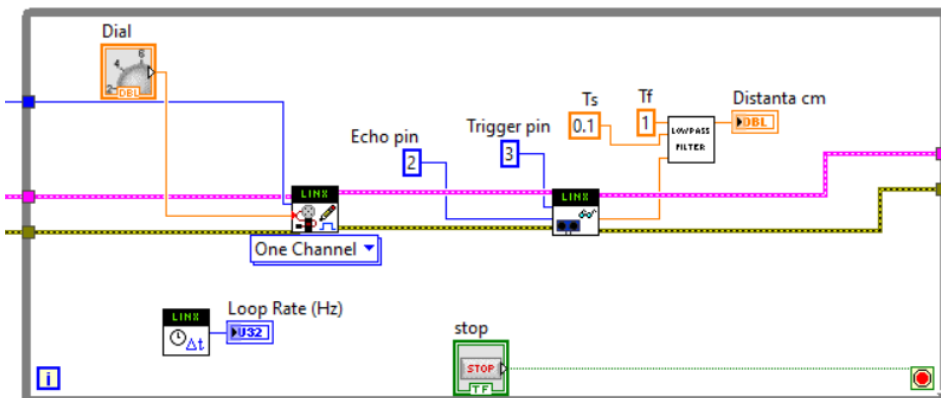 Dial
2 4 6
DBL
Echo pin
2
Trigger pin
3
Ts
0.1
Tf
1
LOWPASS
FILTER
Distanta cm
DBL
LINX
LINX
One Channel
LINX
Δt
Loop Rate (Hz)
U32
stop
STOP
TF
i